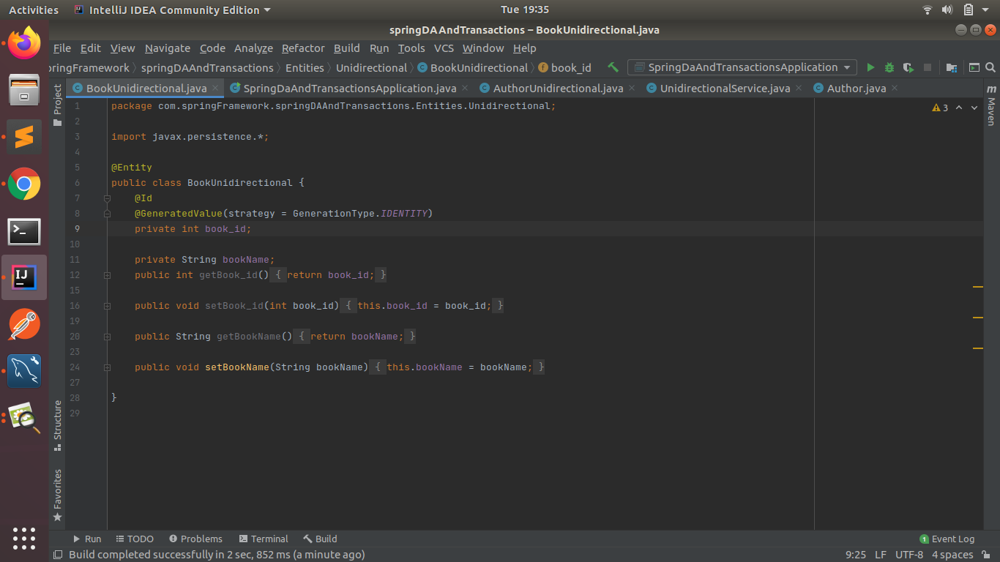 Activities IntelliJ IDEA Community Edition Tue 19:35
springDAAndTransactions – BookUnidirectional.java
File Edit View Navigate Code Analyze Refactor Build Run Tools VCS Window Help
pringFramework springDAAndTransactions Entities Unidirectional BookUnidirectional book_id SpringDaAndTransactionsApplication
BookUnidirectional.java SpringDaAndTransactionsApplication.java AuthorUnidirectional.java UnidirectionalService.java Author.java
Project
Structure
Favorites
Maven
3
1 package com.springFramework.springDAAndTransactions.Entities.Unidirectional;
2
3 import javax.persistence.*;
4
5 @Entity
6 public class BookUnidirectional {
7 @Id
8 @GeneratedValue(strategy = GenerationType.IDENTITY)
9 private int book_id;
10
11 private String bookName;
12 public int getBook_id() { return book_id; }
15
16 public void setBook_id(int book_id) { this.book_id = book_id; }
19
20 public String getBookName() { return bookName; }
23
24 public void setBookName(String bookName) { this.bookName = bookName; }
27
28 }
29
Run TODO Problems Terminal Build 1 Event Log
Build completed successfully in 2 sec, 852 ms (a minute ago) 9:25 LF UTF-8 4 spaces